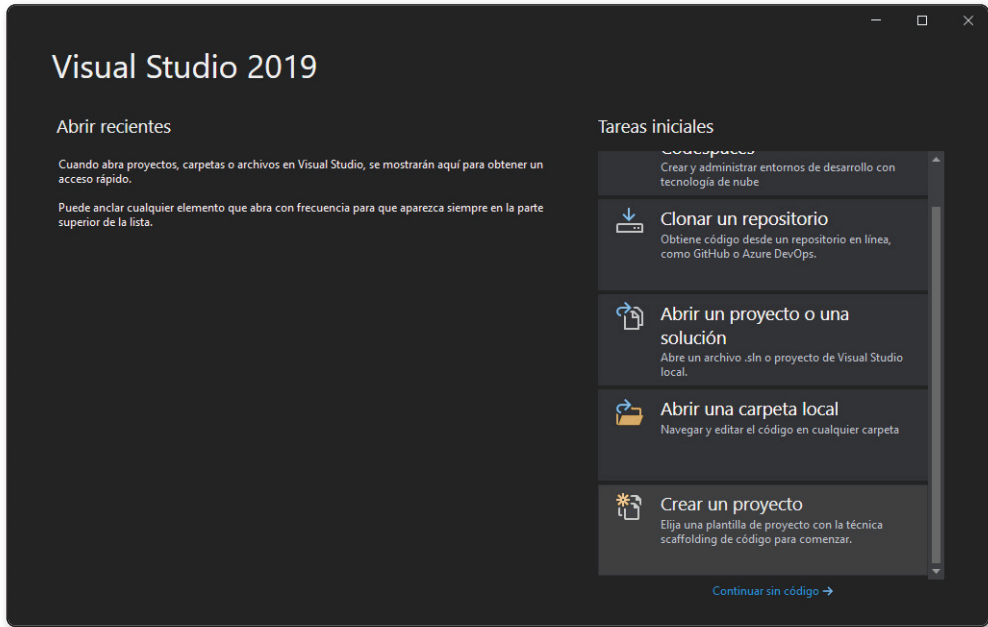 Visual Studio 2019
Abrir recientes
Cuando abra proyectos, carpetas o archivos en Visual Studio, se mostrarán aquí para obtener un
acceso rápido.
Puede anclar cualquier elemento que abra con frecuencia para que aparezca siempre en la parte
superior de la lista.
Tareas iniciales
Codespaces
Crear y administrar entornos de desarrollo con
tecnología de nube
Clonar un repositorio
Obtiene código desde un repositorio en línea,
como GitHub o Azure DevOps.
Abrir un proyecto o una
solución
Abre un archivo .sln o proyecto de Visual Studio
local.
Abrir una carpeta local
Navegar y editar el código en cualquier carpeta
Crear un proyecto
Elija una plantilla de proyecto con la técnica
scaffolding de código para comenzar.
Continuar sin código →